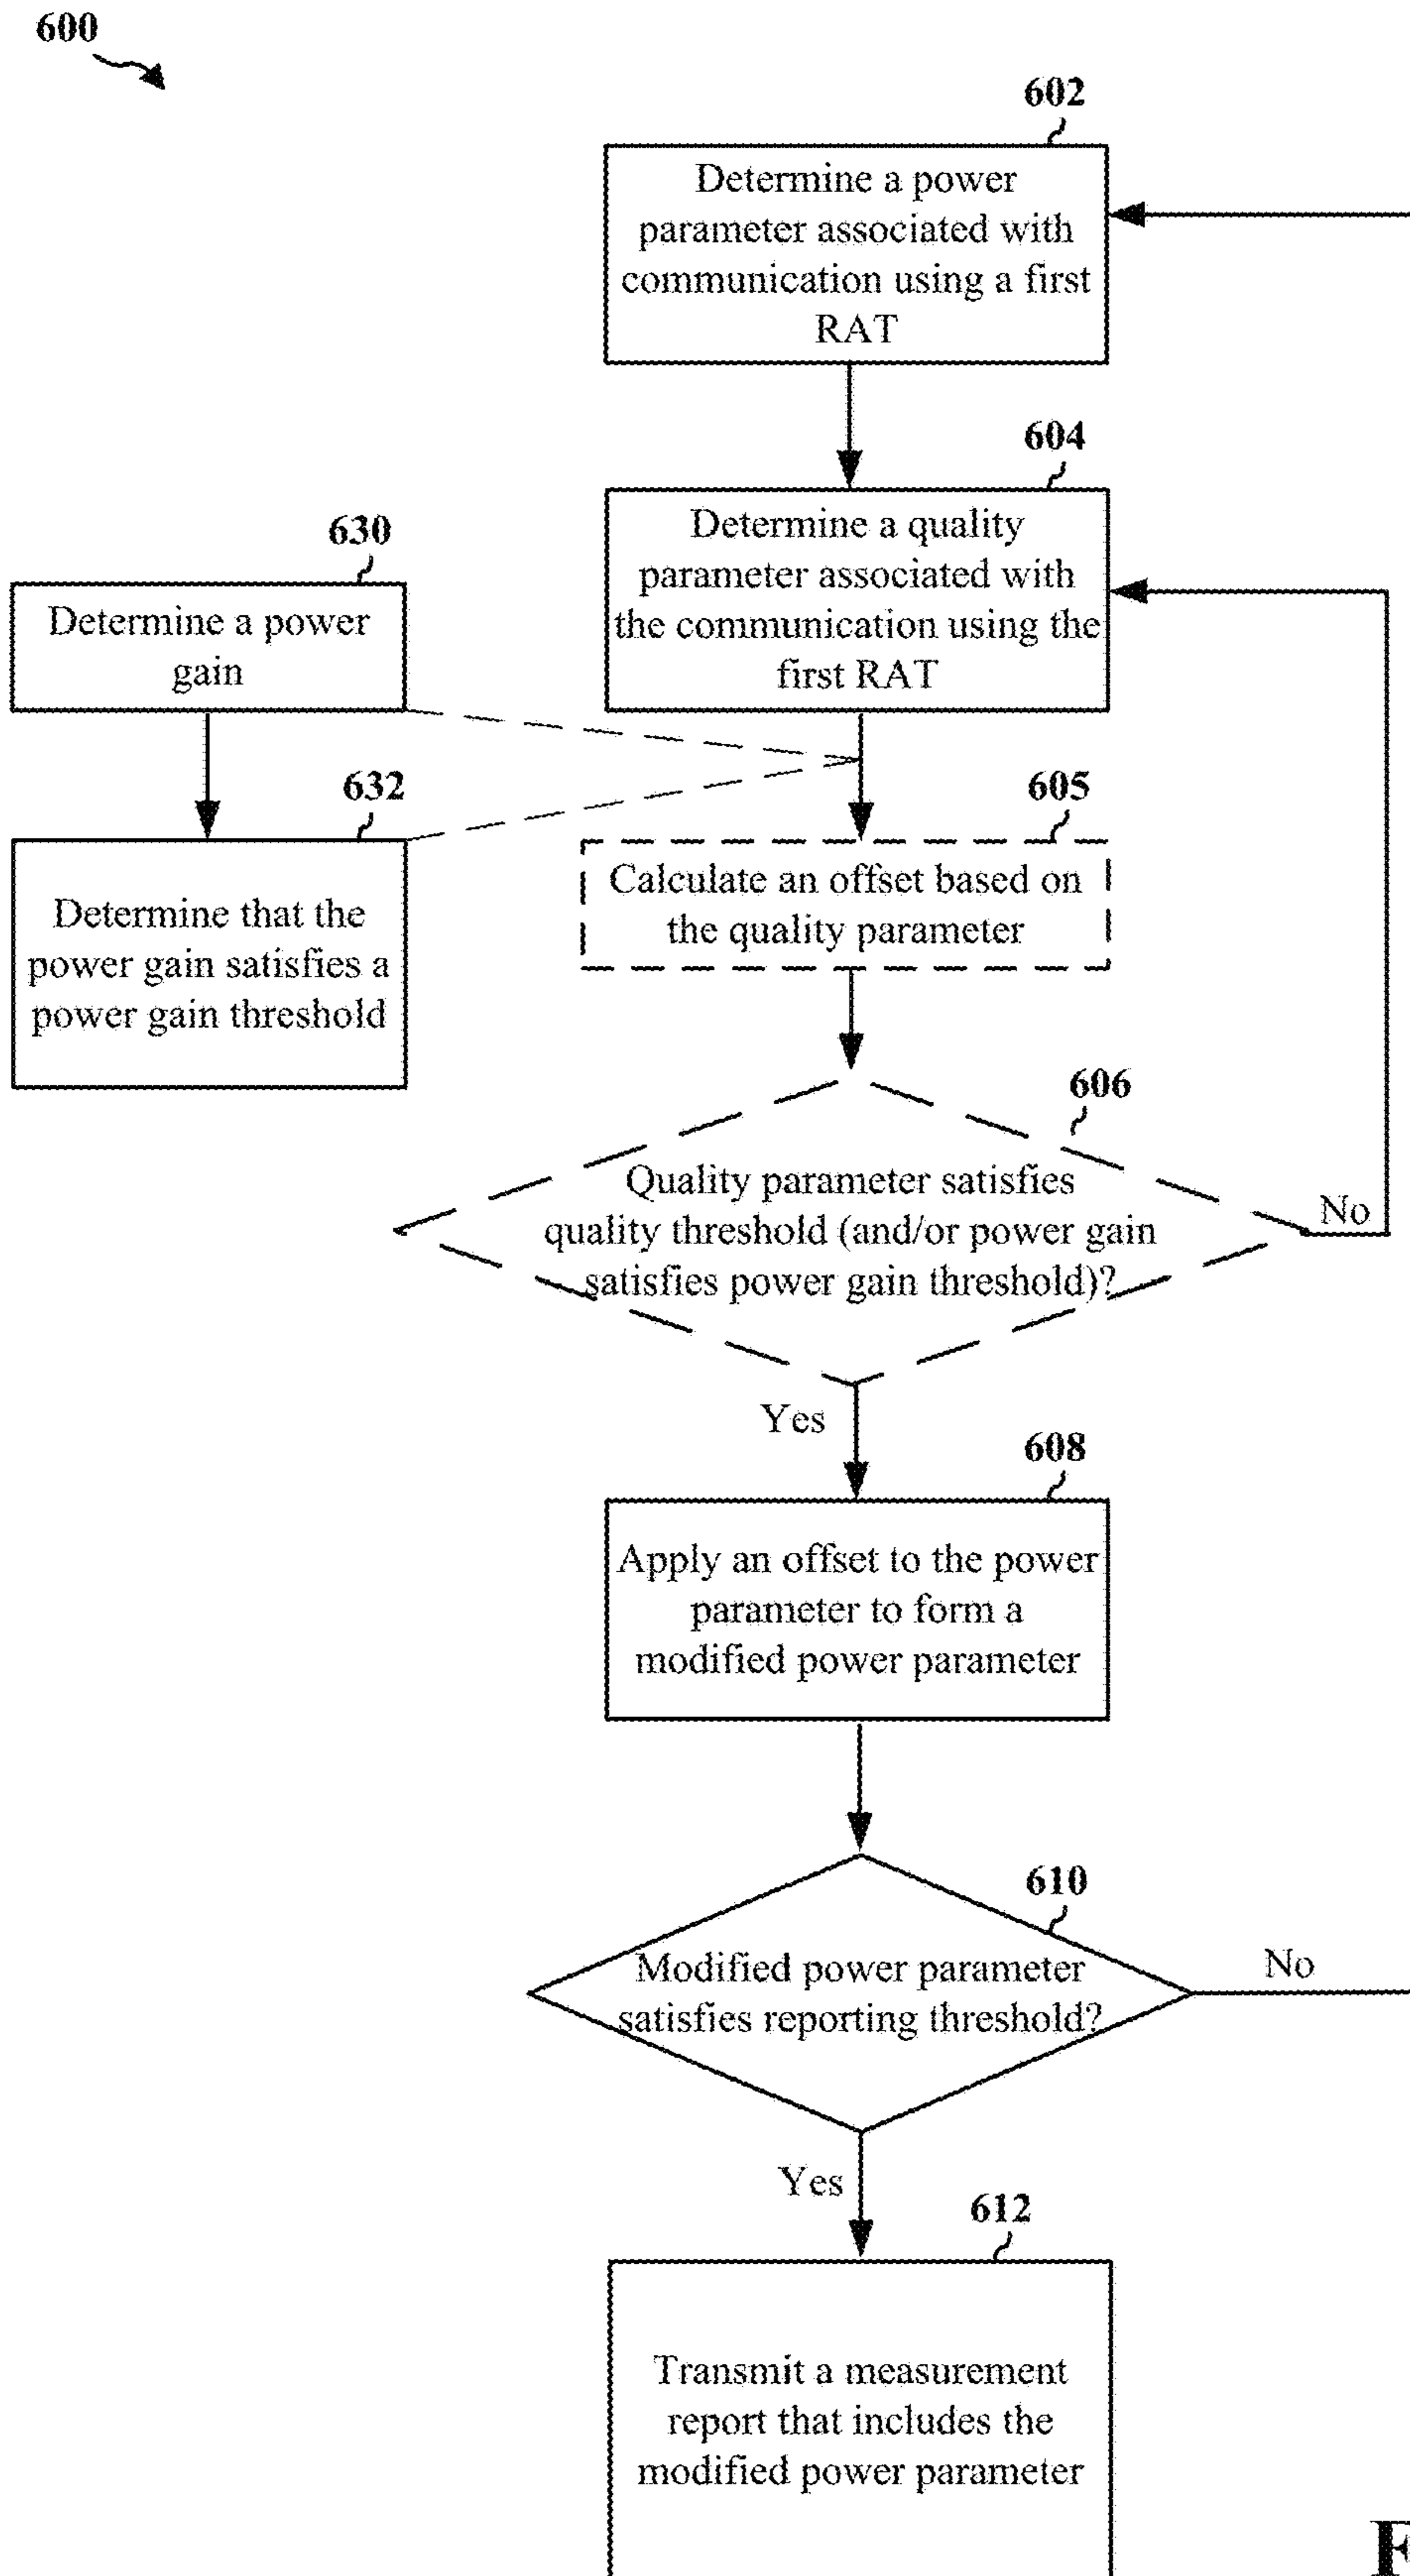 600
602
Determine a power
parameter associated with
communication using a first
RAT
604
Determine a quality
parameter associated with
the communication using the
first RAT
630
Determine a power
gain
632
Determine that the
power gain satisfies a
power gain threshold
605
Calculate an offset based on
the quality parameter
606
Quality parameter satisfies
quality threshold (and/or power gain
satisfies power gain threshold)?
No
Yes
608
Apply an offset to the power
parameter to form a
modified power parameter
610
Modified power parameter
satisfies reporting threshold?
No
Yes
612
Transmit a measurement
report that includes the
modified power parameter